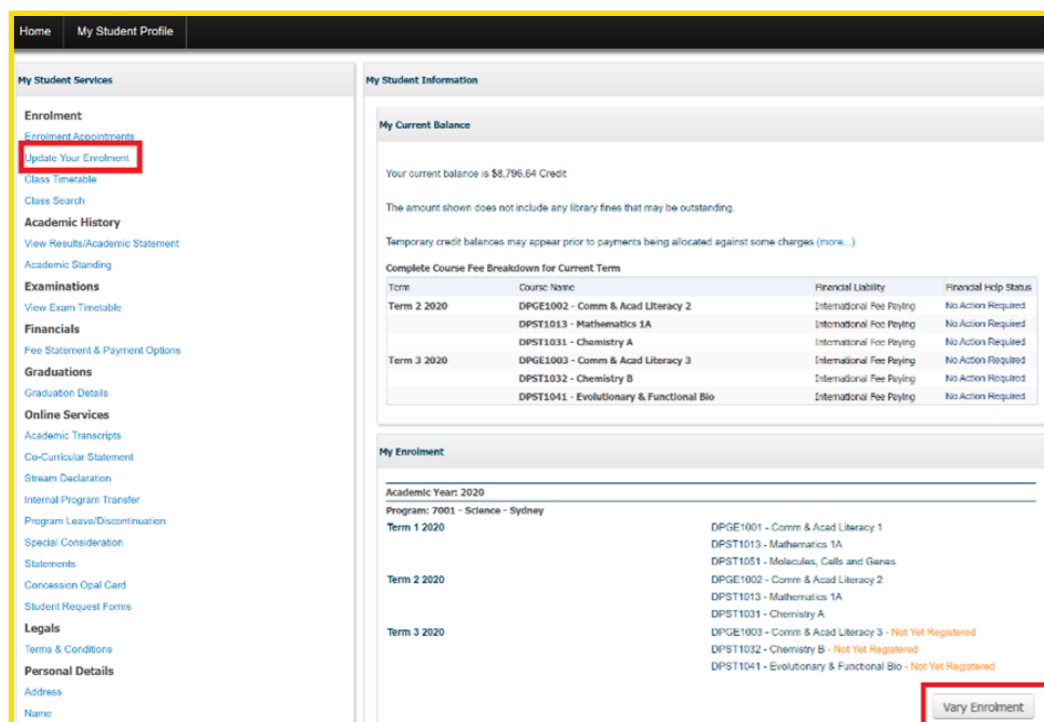 Home My Student Profile
My Student Services
Enrolment
Enrolment Appointments
Update Your Enrolment
Class Timetable
Class Search
Academic History
View Results/Academic Statement
Academic Standing
Examinations
View Exam Timetable
Financials
Fee Statement & Payment Options
Graduations
Graduation Details
Online Services
Academic Transcripts
Co-Curricular Statement
Stream Declaration
Internal Program Transfer
Program Leave/Discontinuation
Special Consideration
Statements
Concession Opal Card
Student Request Forms
Legals
Terms & Conditions
Personal Details
Address
Name
My Student Information
My Current Balance
Your current balance is $8,796.64 Credit
The amount shown does not include any library fines that may be outstanding.
Temporary credit balances may appear prior to payments being allocated against some charges (more...)
Complete Course Fee Breakdown for Current Term
Term Course Name Financial Liability Financial Help Status
Term 2 2020 DPGE1002 - Comm & Acad Literacy 2 International Fee Paying No Action Required
DPST1013 - Mathematics 1A International Fee Paying No Action Required
DPST1031 - Chemistry A International Fee Paying No Action Required
Term 3 2020 DPGE1003 - Comm & Acad Literacy 3 International Fee Paying No Action Required
DPST1032 - Chemistry B International Fee Paying No Action Required
DPST1041 - Evolutionary & Functional Bio International Fee Paying No Action Required
My Enrolment
Academic Year: 2020
Program: 7001 - Science - Sydney
Term 1 2020 DPGE1001 - Comm & Acad Literacy 1
DPST1013 - Mathematics 1A
DPST1051 - Molecules, Cells and Genes
Term 2 2020 DPGE1002 - Comm & Acad Literacy 2
DPST1013 - Mathematics 1A
DPST1031 - Chemistry A
Term 3 2020 DPGE1003 - Comm & Acad Literacy 3 - Not Yet Registered
DPST1032 - Chemistry B - Not Yet Registered
DPST1041 - Evolutionary & Functional Bio - Not Yet Registered
Vary Enrolment